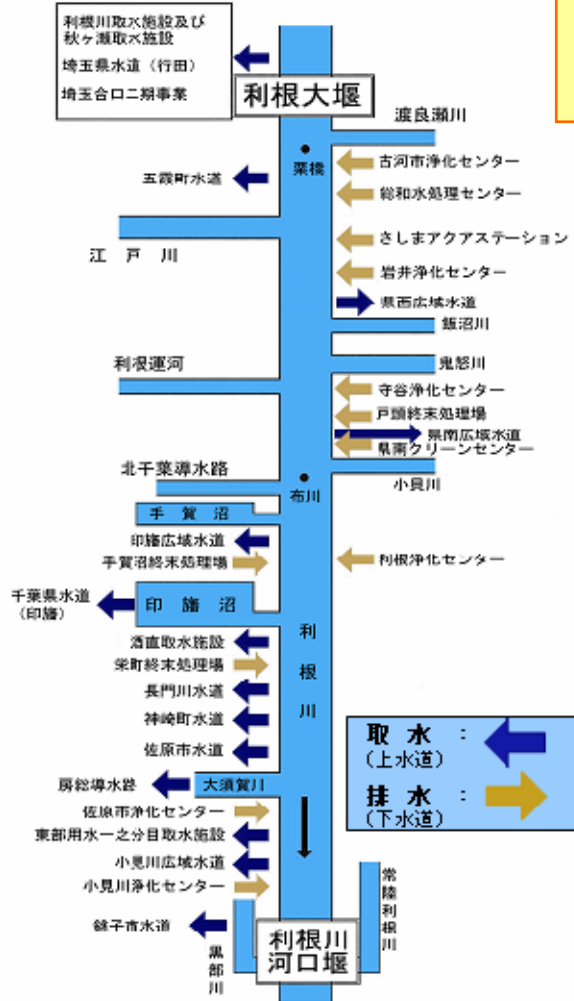 利根川取水施設及び
秋ヶ瀬取水施設
埼玉県水道（行田）
埼玉合口二期事業
利根大堰
渡良瀬川
栗橋
古河市浄化センター
五霞町水道
総和水処理センター
さしまアクアステーション
江戸川
岩井浄化センター
県西広域水道
飯沼川
利根運河
鬼怒川
守谷浄化センター
戸頭終末処理場
県南広域水道
県南クリーンセンター
北千葉導水路
小貝川
布川
手賀沼
印旛広域水道
手賀沼終末処理場
利根浄化センター
千葉県水道
（印旛）
印旛沼
酒直取水施設
利根川
栄町終末処理場
長門川水道
神崎町水道
佐原市水道
取水：
（上水道）
排水：
（下水道）
房総導水路
大須賀川
佐原市浄化センター
東部用水一之分目取水施設
小見川広域水道
小見川浄化センター
常陸利根川
銚子市水道
黒部川
利根川
河口堰